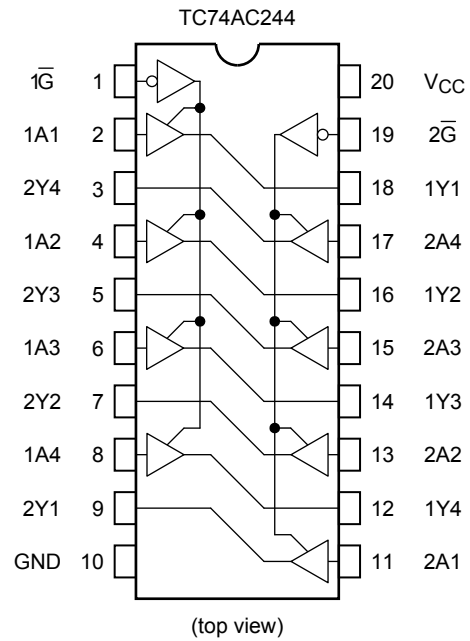 TC74AC244
1G̅ 1 20 VCC
1A1 2 19 2G̅
2Y4 3 18 1Y1
1A2 4 17 2A4
2Y3 5 16 1Y2
1A3 6 15 2A3
2Y2 7 14 1Y3
1A4 8 13 2A2
2Y1 9 12 1Y4
GND 10 11 2A1
(top view)